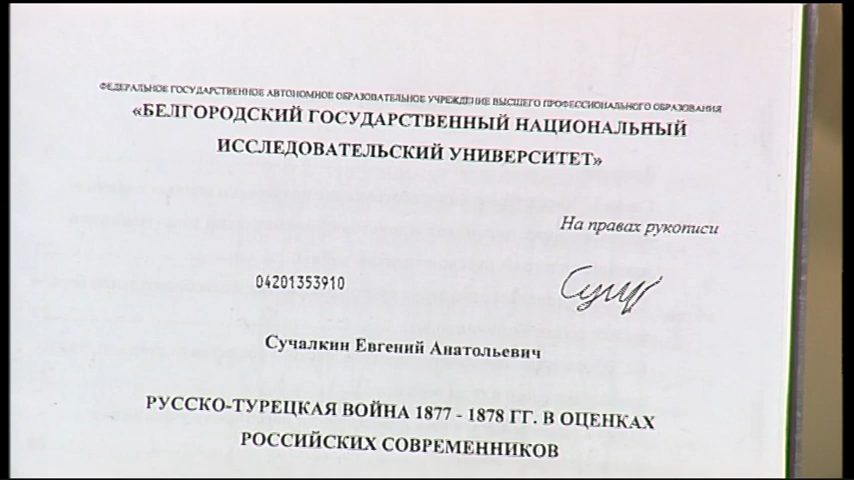 ФЕДЕРАЛЬНОЕ ГОСУДАРСТВЕННОЕ АВТОНОМНОЕ ОБРАЗОВАТЕЛЬНОЕ УЧРЕЖДЕНИЕ ВЫСШЕГО ПРОФЕССИОНАЛЬНОГО ОБРАЗОВАНИЯ
«БЕЛГОРОДСКИЙ ГОСУДАРСТВЕННЫЙ НАЦИОНАЛЬНЫЙ
ИССЛЕДОВАТЕЛЬСКИЙ УНИВЕРСИТЕТ»
На правах рукописи
04201353910
Сучалкин Евгений Анатольевич
РУССКО-ТУРЕЦКАЯ ВОЙНА 1877 - 1878 ГГ. В ОЦЕНКАХ
РОССИЙСКИХ СОВРЕМЕННИКОВ